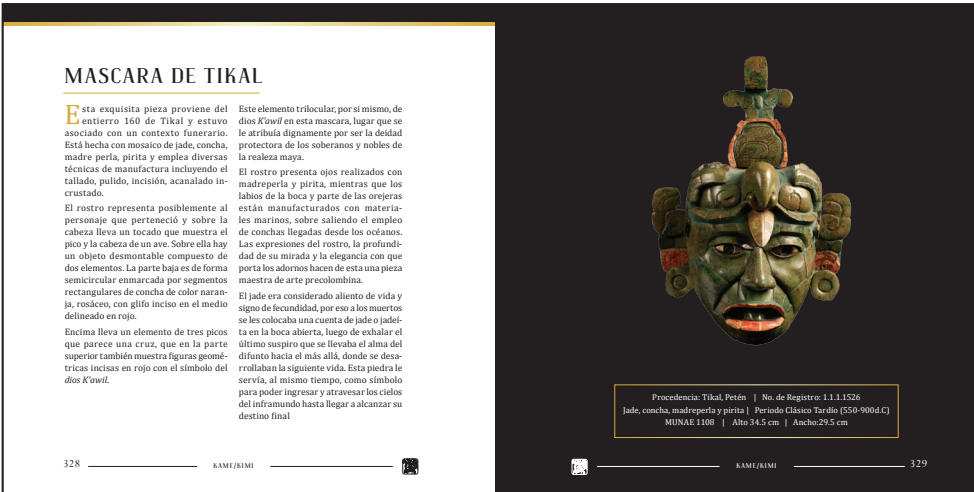 MASCARA DE TIKAL
Esta exquisita pieza proviene del
entierro 160 de Tikal y estuvo
asociado con un contexto funerario.
Está hecha con mosaico de jade, concha,
madre perla, pirita y emplea diversas
técnicas de manufactura incluyendo el
tallado, pulido, incisión, acanalado in-
crustado.
El rostro representa posiblemente al
personaje que perteneció y sobre la
cabeza lleva un tocado que muestra el
pico y la cabeza de un ave. Sobre ella hay
un objeto desmontable compuesto de
dos elementos. La parte baja es de forma
semicircular enmarcada por segmentos
rectangulares de concha de color naran-
ja, rosáceo, con glifo inciso en el medio
delineado en rojo.
Encima lleva un elemento de tres picos
que parece una cruz, que en la parte
superior también muestra figuras geomé-
tricas incisas en rojo con el símbolo del
dios K'awil.
Este elemento trilocular, por si mismo, de
dios K'awil en esta mascara, lugar que se
le atribuía dignamente por ser la deidad
protectora de los soberanos y nobles de
la realeza maya.
El rostro presenta ojos realizados con
madreperla y pirita, mientras que los
labios de la boca y parte de las orejeras
están manufacturados con materia-
les marinos, sobre saliendo el empleo
de conchas llegadas desde los océanos.
Las expresiones del rostro, la profundi-
dad de su mirada y la elegancia con que
porta los adornos hacen de esta una pieza
maestra de arte precolombina.
El jade era considerado aliento de vida y
signo de fecundidad, por eso a los muertos
se les colocaba una cuenta de jade o jadeí-
ta en la boca abierta, luego de exhalar el
último suspiro que se llevaba el alma del
difunto hacia el más allá, donde se desa-
rrollaban la siguiente vida. Esta piedra le
servía, al mismo tiempo, como símbolo
para poder ingresar y atravesar los cielos
del inframundo hasta llegar a alcanzar su
destino final
328
KAME/KIMI
Procedencia: Tikal, Petén | No. de Registro: 1.1.1.1526
Jade, concha, madreperla y pirita | Periodo Clásico Tardío (550-900d.C)
MUNAE 1108 | Alto 34.5 cm | Ancho:29.5 cm
KAME/KIMI
329